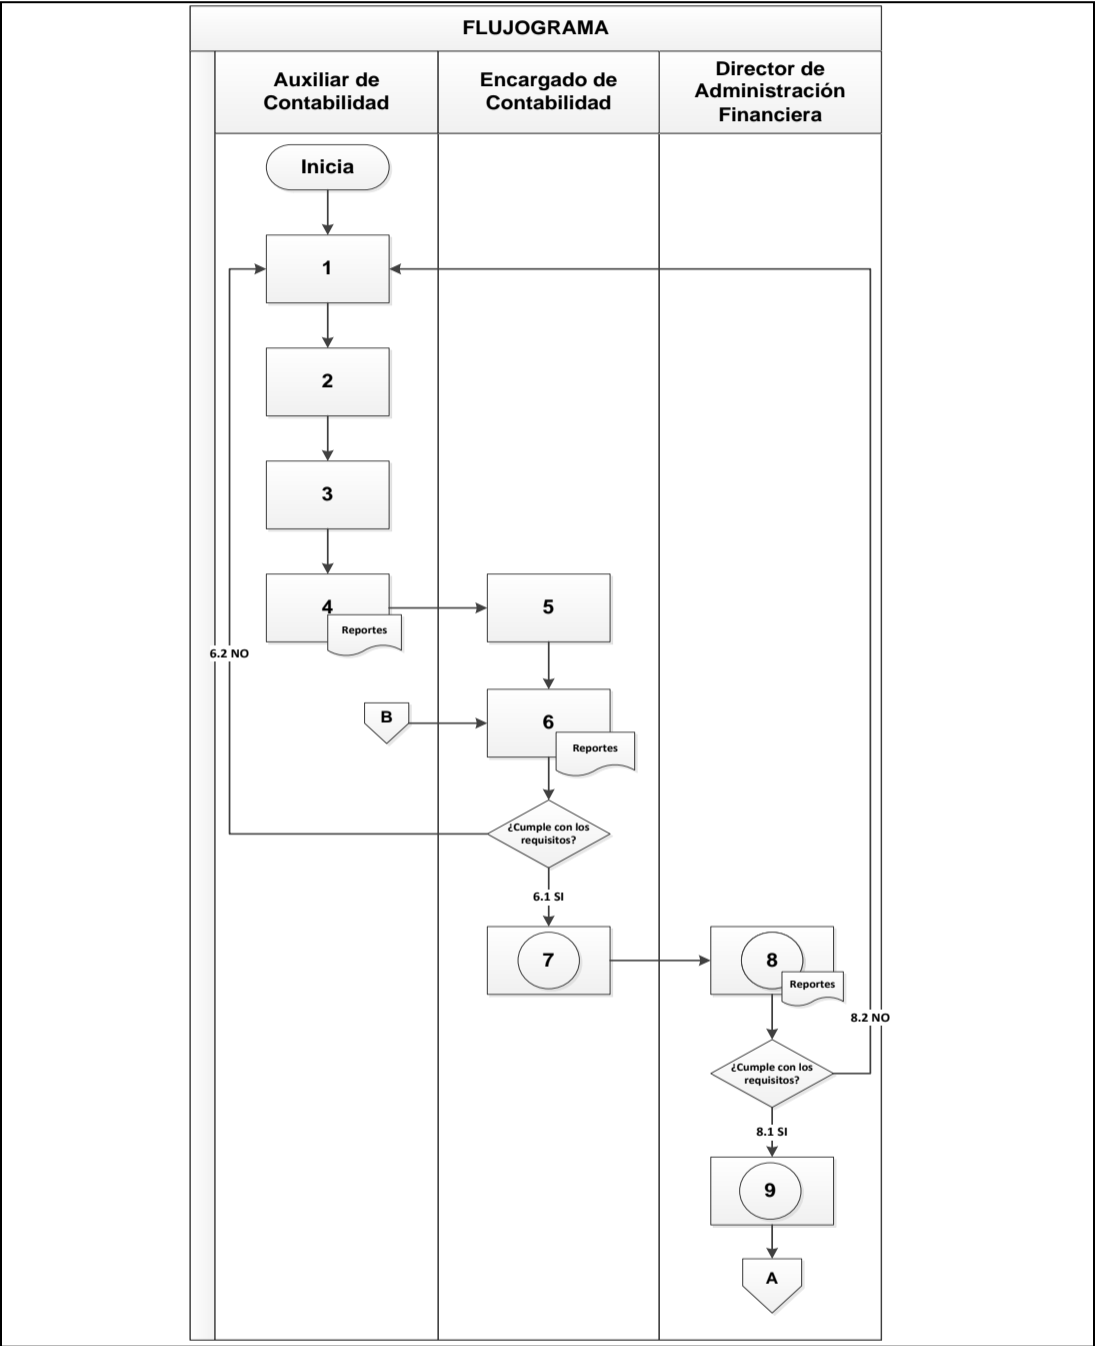 FLUJOGRAMA
Auxiliar de
Contabilidad
Encargado de
Contabilidad
Director de
Administración
Financiera
Inicia
1
2
3
4
Reportes
5
6.2 NO
B
6
Reportes
¿Cumple con los
requisitos?
6.1 SI
7
8
Reportes
8.2 NO
¿Cumple con los
requisitos?
8.1 SI
9
A